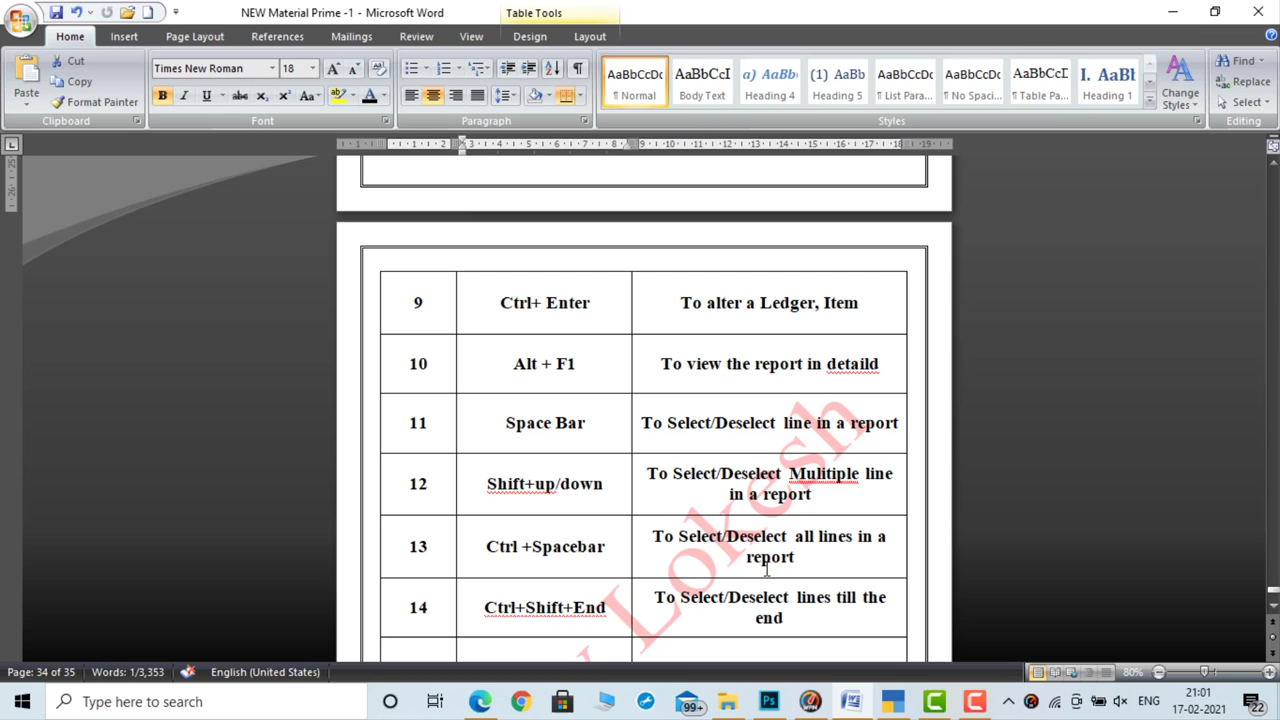 NEW Material Prime -1 - Microsoft Word
Table Tools
Home Insert Page Layout References Mailings Review View Design Layout
Paste
Cut
Copy
Format Painter
Clipboard
Times New Roman 18
Font
Paragraph
AaBbCcDc AaBbCcI a) AaBb (1) AaBb AaBbCcDc AaBbCcDc AaBbCcD I. AaBb
¶ Normal Body Text Heading 4 Heading 5 ¶ List Para... ¶ No Spaci... ¶ Table Pa... Heading 1
Change Styles
Styles
Find
Replace
Select
Editing
9 Ctrl+ Enter To alter a Ledger, Item
10 Alt + F1 To view the report in detaild
11 Space Bar To Select/Deselect line in a report
12 Shift+up/down To Select/Deselect Mulitiple line
in a report
13 Ctrl +Spacebar To Select/Deselect all lines in a
report
14 Ctrl+Shift+End To Select/Deselect lines till the
end
Lokesh
Page: 34 of 35 Words: 1/3,353 English (United States) 80%
Type here to search
99+
ENG
21:01
17-02-2021
22